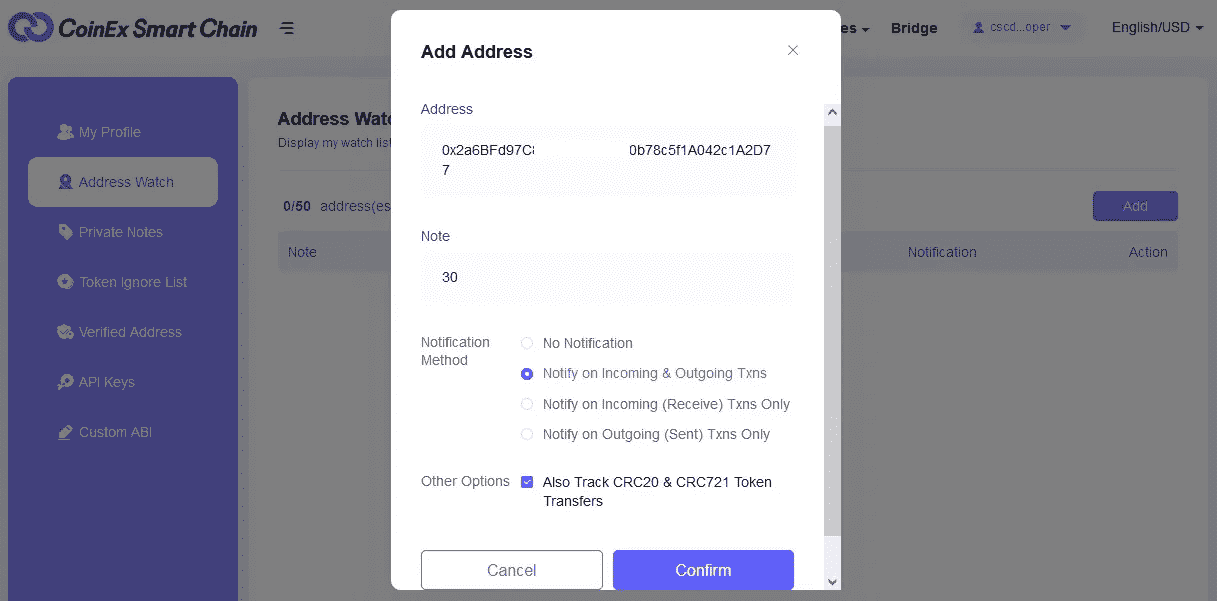 CoinEx Smart Chain
es
Bridge
cscd...oper
English/USD
My Profile
Address Watch
Private Notes
Token Ignore List
Verified Address
API Keys
Custom ABI
Address Wat
Display my watch list
0/50 address(es
Add
Note
Notification
Action
Add Address
Address
0x2a6BFd97C 0b78c5f1A042c1A2D7
7
Note
30
Notification
Method
No Notification
Notify on Incoming & Outgoing Txns
Notify on Incoming (Receive) Txns Only
Notify on Outgoing (Sent) Txns Only
Other Options
Also Track CRC20 & CRC721 Token
Transfers
Cancel
Confirm